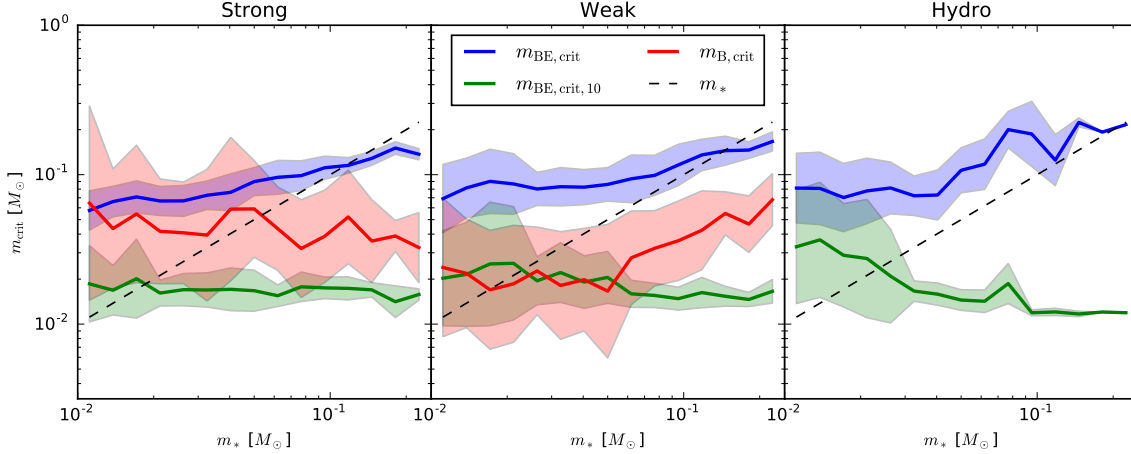 Strong Weak Hydro
10^0
m_BE,crit m_B,crit
m_BE,crit,10 m_*
10^-1
m_crit [M_☉]
10^-2
10^-2 10^-1 10^-2 10^-1 10^-2 10^-1
m_* [M_☉] m_* [M_☉] m_* [M_☉]